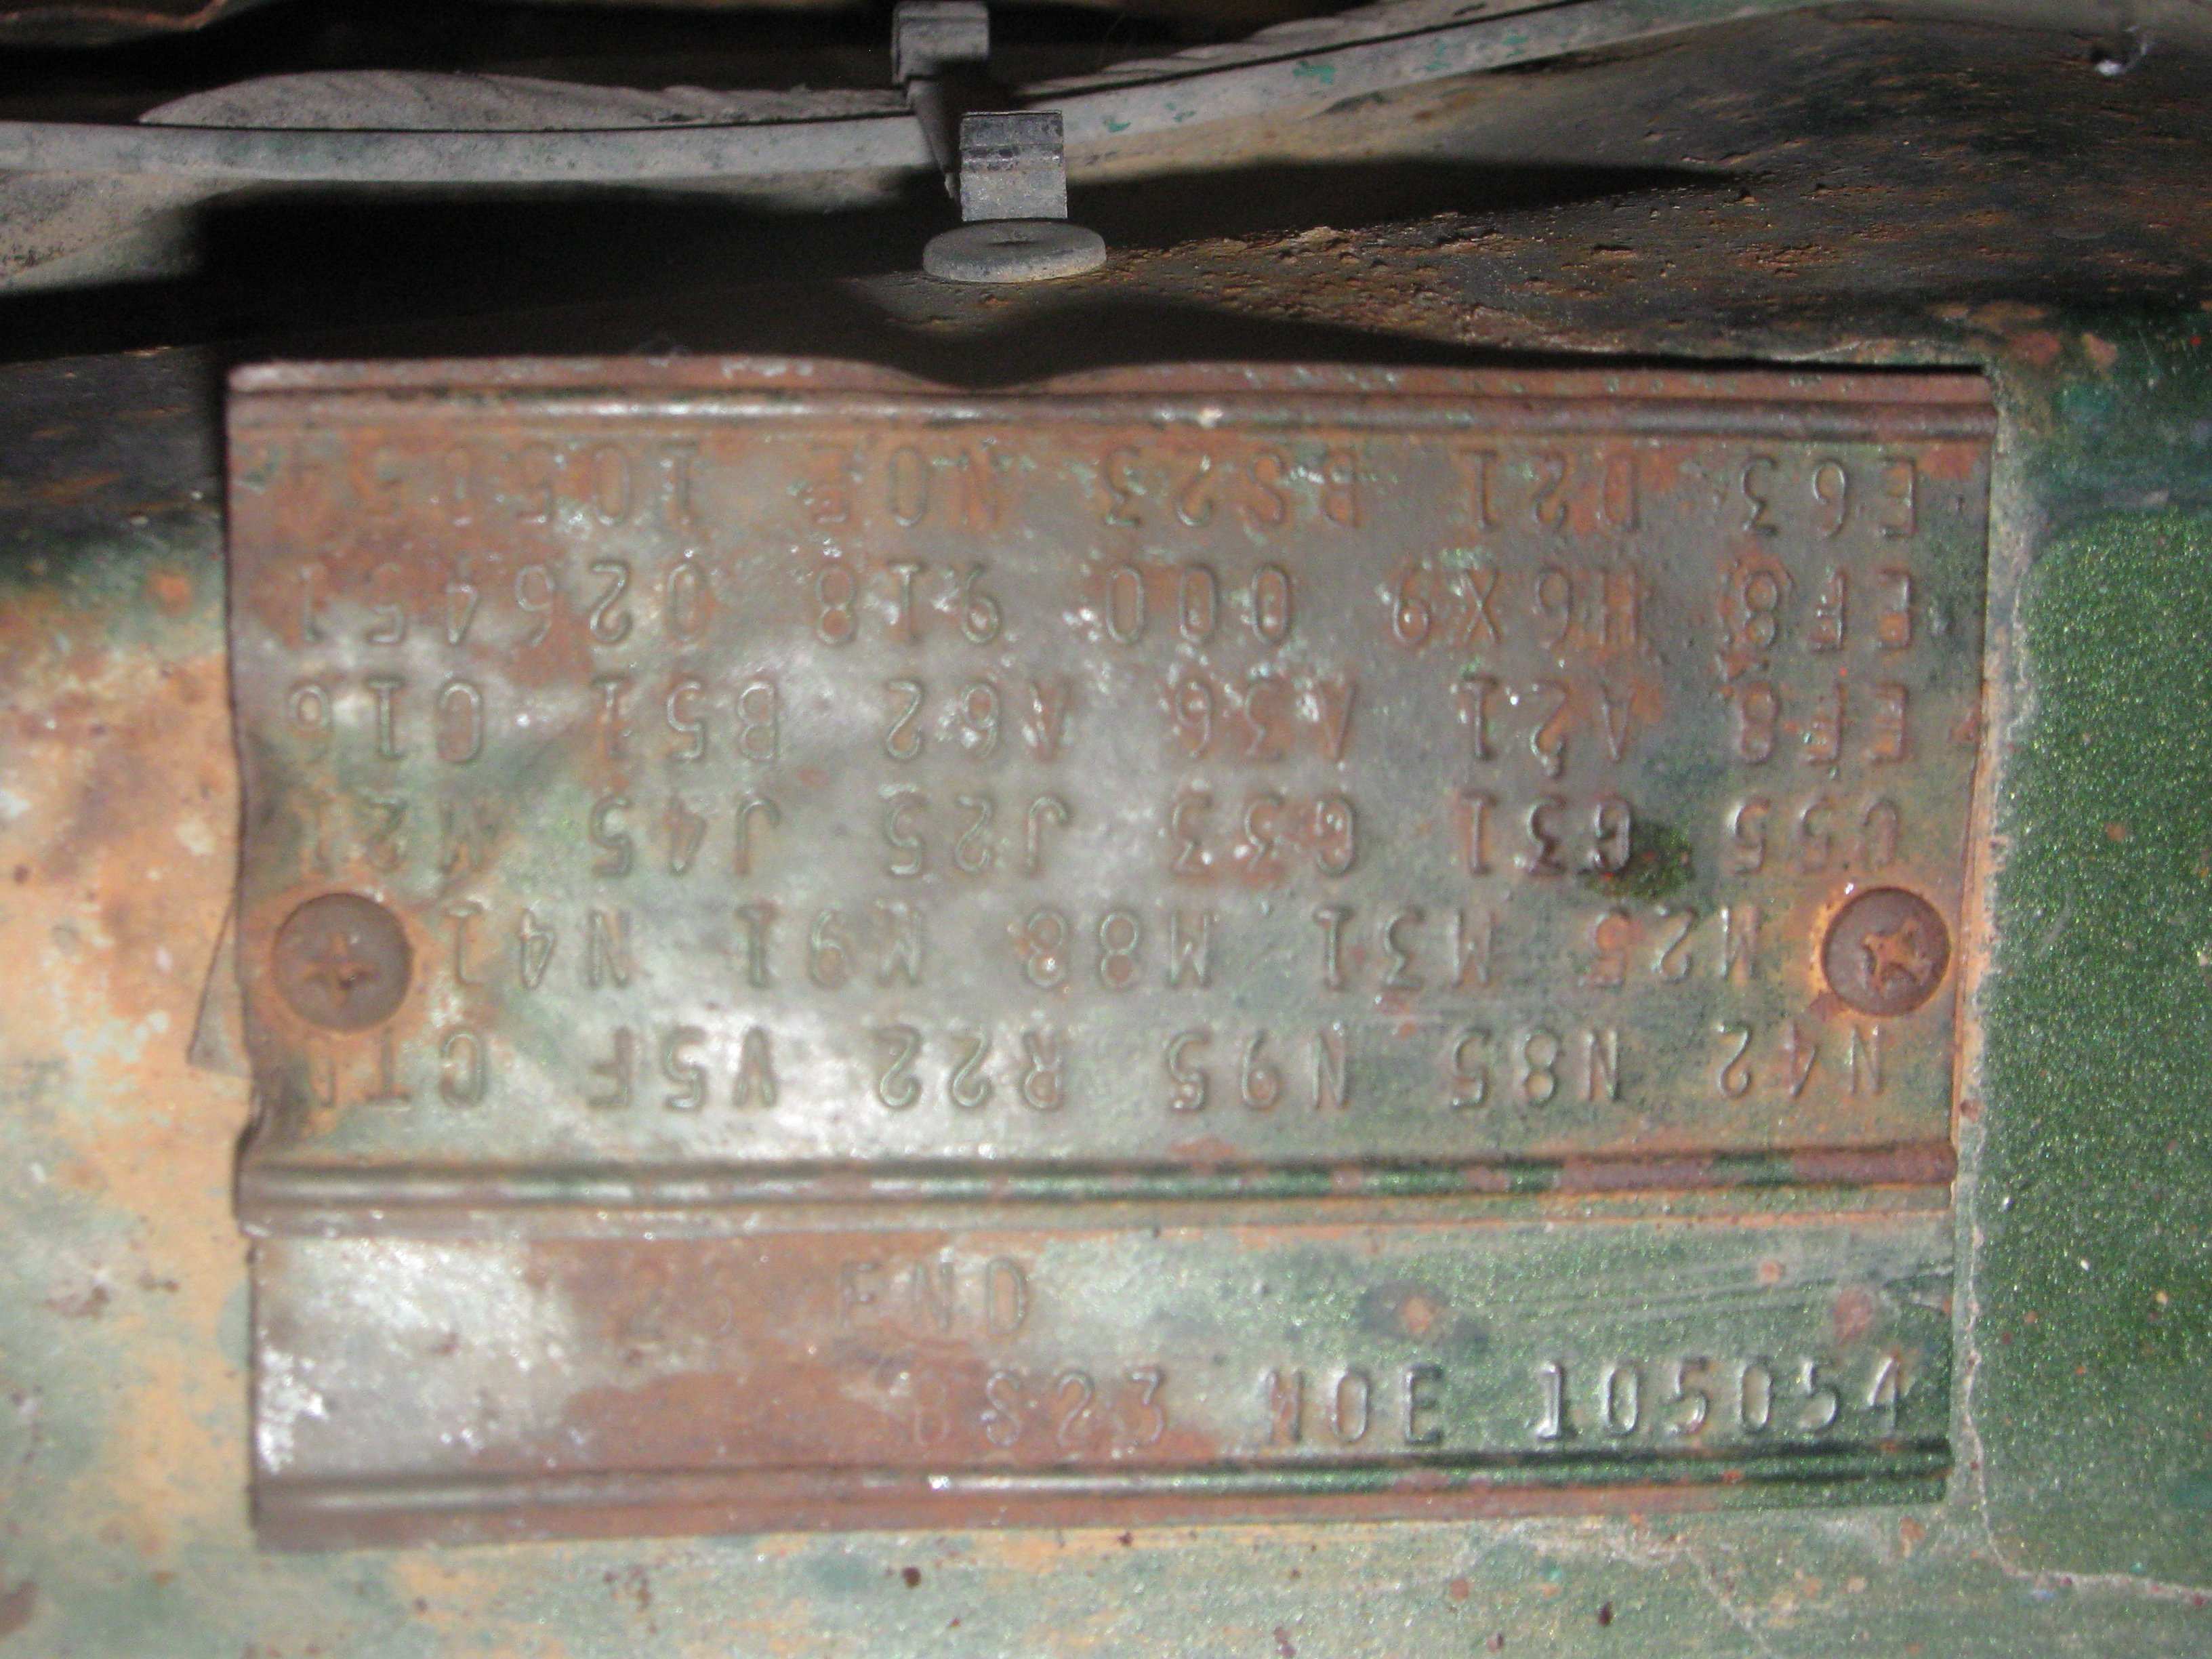 END
BS23 N0E 105054
N42 N85 N95 R22 V5F
M25 M31 M88 M91 N41
C55 G31 G33 J25 J45 M21
EF8 A21 A36 A62 B51 C16
EF8 H6X9 000 918 026451
E63 D21 BS23 N0E 105054